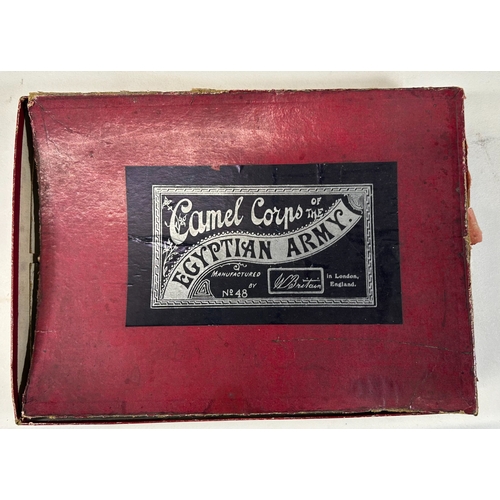 Camel Corps OF THE
EGYPTIAN ARMY
MANUFACTURED
BY
Nº 48
W Britain
in London,
England.